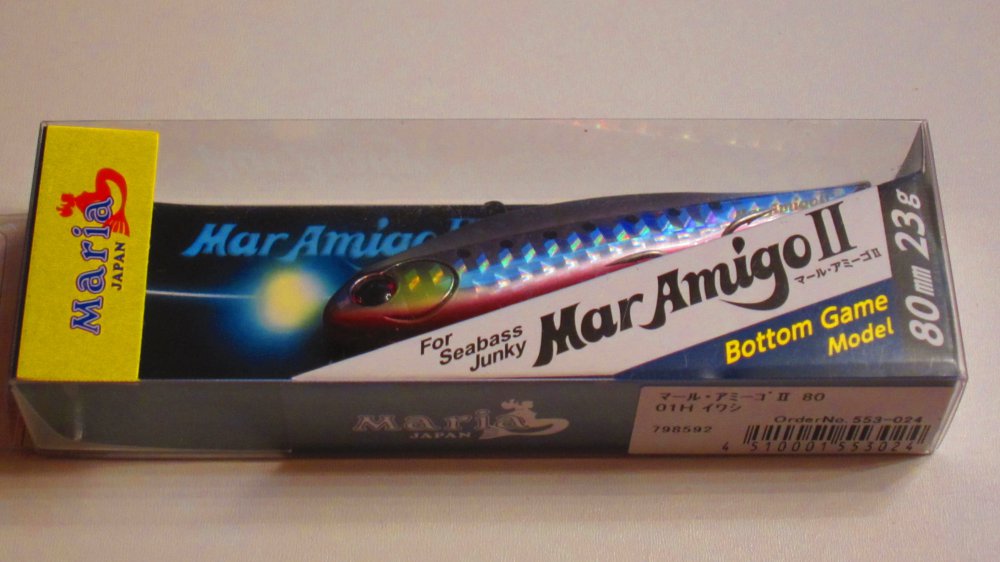 Maria
JAPAN
Mar Amigo II
Amigo
For
Seabass
Junky
Mar Amigo II
マール・アミーゴII
Bottom Game
Model
80mm 23g
Maria
JAPAN
マール・アミーゴII 80
01H イワシ
798592
OrderNo. 553-024
4 510001 553024